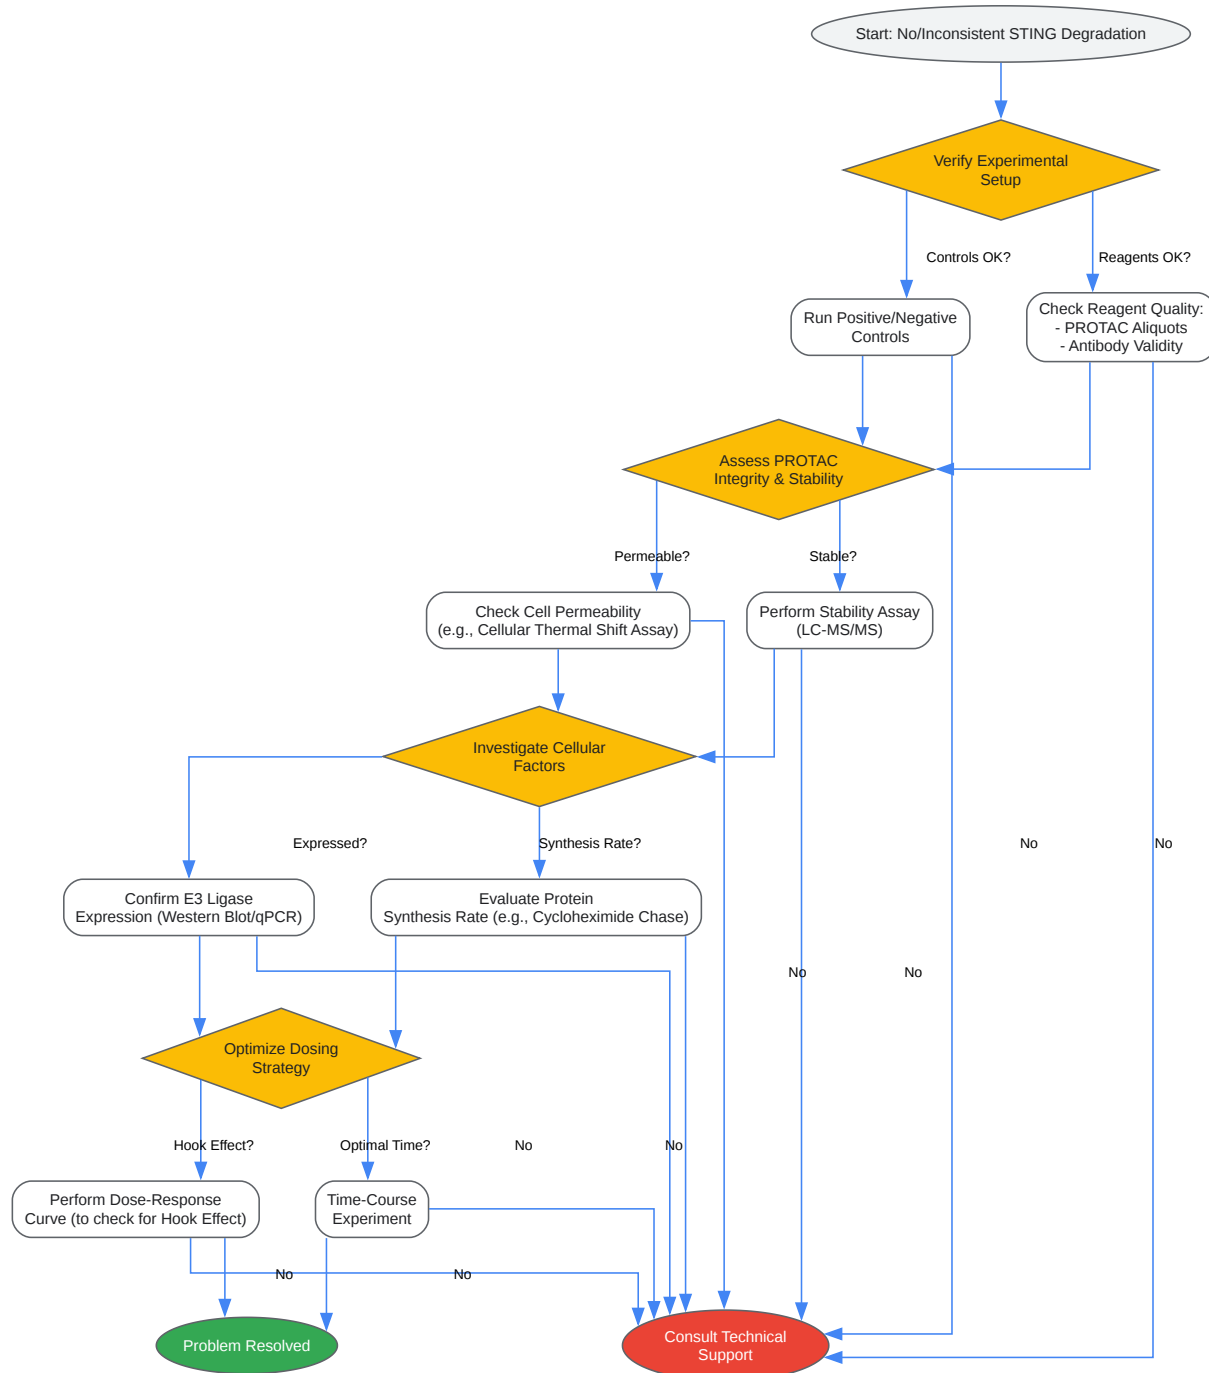 Start: No/Inconsistent STING Degradation
Verify Experimental
Setup
Controls OK?
Reagents OK?
Run Positive/Negative
Controls
Check Reagent Quality:
- PROTAC Aliquots
- Antibody Validity
Assess PROTAC
Integrity & Stability
Permeable?
Stable?
Check Cell Permeability
(e.g., Cellular Thermal Shift Assay)
Perform Stability Assay
(LC-MS/MS)
Investigate Cellular
Factors
Expressed?
Synthesis Rate?
No
No
Confirm E3 Ligase
Expression (Western Blot/qPCR)
Evaluate Protein
Synthesis Rate (e.g., Cycloheximide Chase)
No
No
Optimize Dosing
Strategy
Hook Effect?
Optimal Time?
No
No
Perform Dose-Response
Curve (to check for Hook Effect)
Time-Course
Experiment
No
No
Problem Resolved
Consult Technical
Support